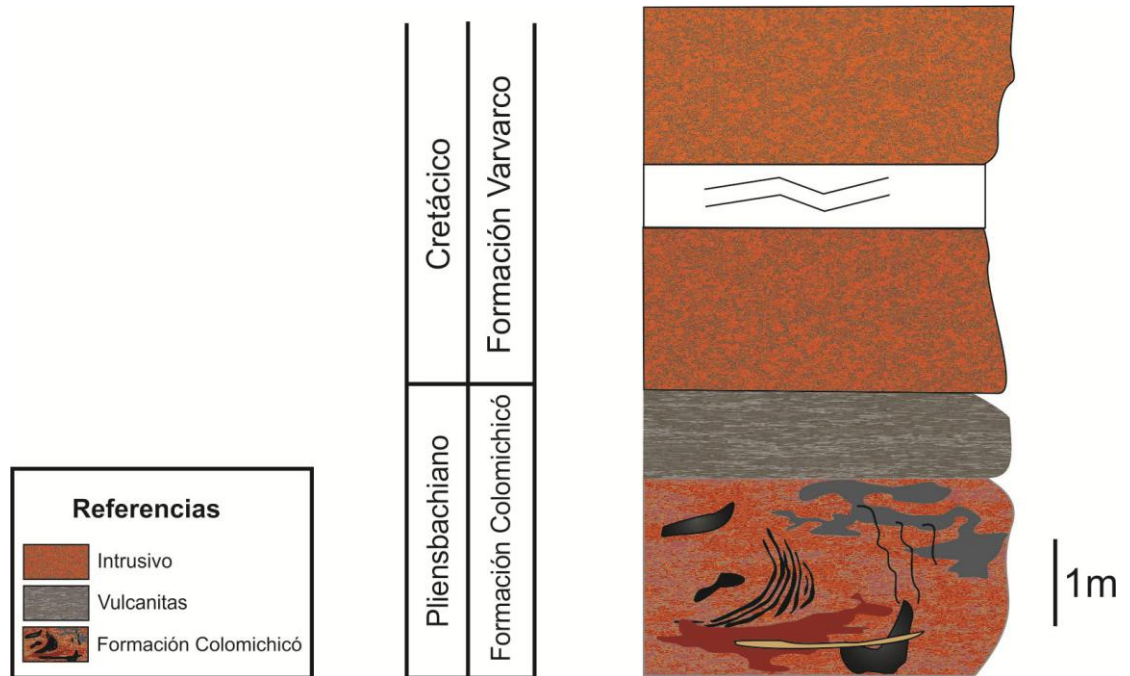 Cretácico
Formación Varvarco
Pliensbachiano
Formación Colomichicó
Referencias
Intrusivo
Vulcanitas
Formación Colomichicó
1m